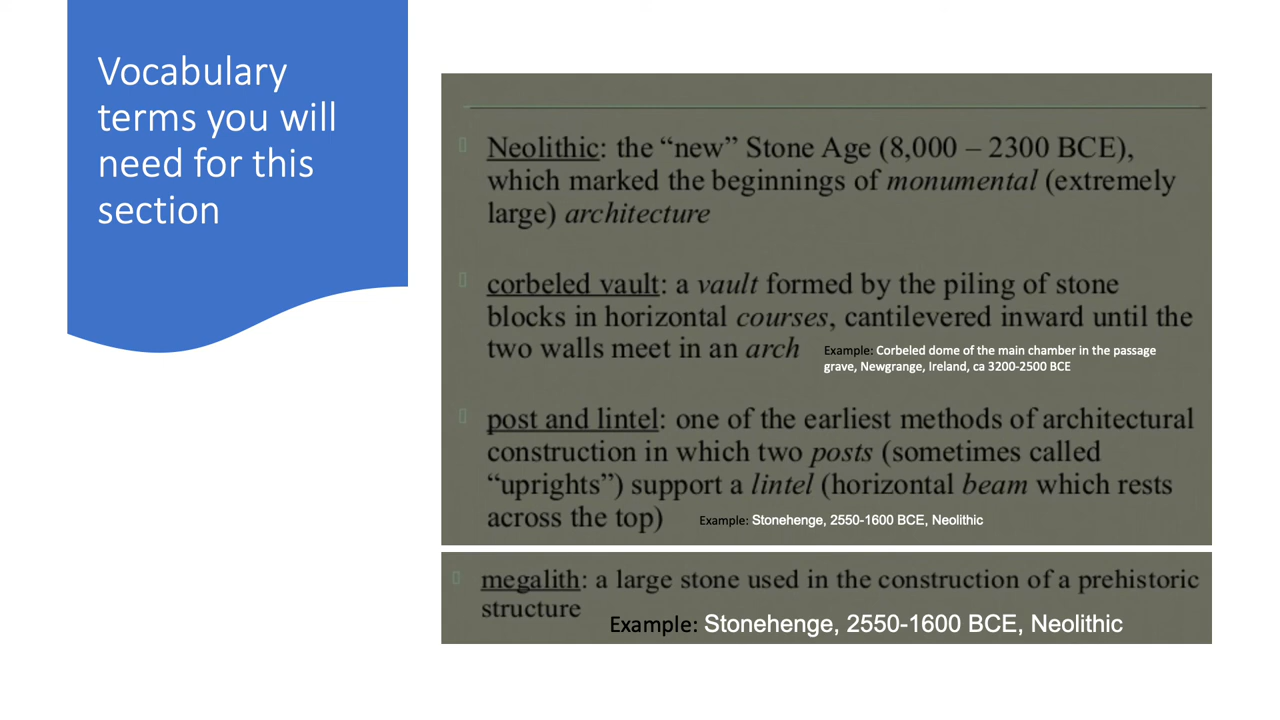 Vocabulary
terms you will
need for this
section
Neolithic: the “new” Stone Age (8,000 – 2300 BCE),
which marked the beginnings of monumental (extremely
large) architecture
corbeled vault: a vault formed by the piling of stone
blocks in horizontal courses, cantilevered inward until the
two walls meet in an arch
Example: Corbeled dome of the main chamber in the passage
grave, Newgrange, Ireland, ca 3200-2500 BCE
post and lintel: one of the earliest methods of architectural
construction in which two posts (sometimes called
“uprights”) support a lintel (horizontal beam which rests
across the top)
Example: Stonehenge, 2550-1600 BCE, Neolithic
megalith: a large stone used in the construction of a prehistoric
structure
Example: Stonehenge, 2550-1600 BCE, Neolithic